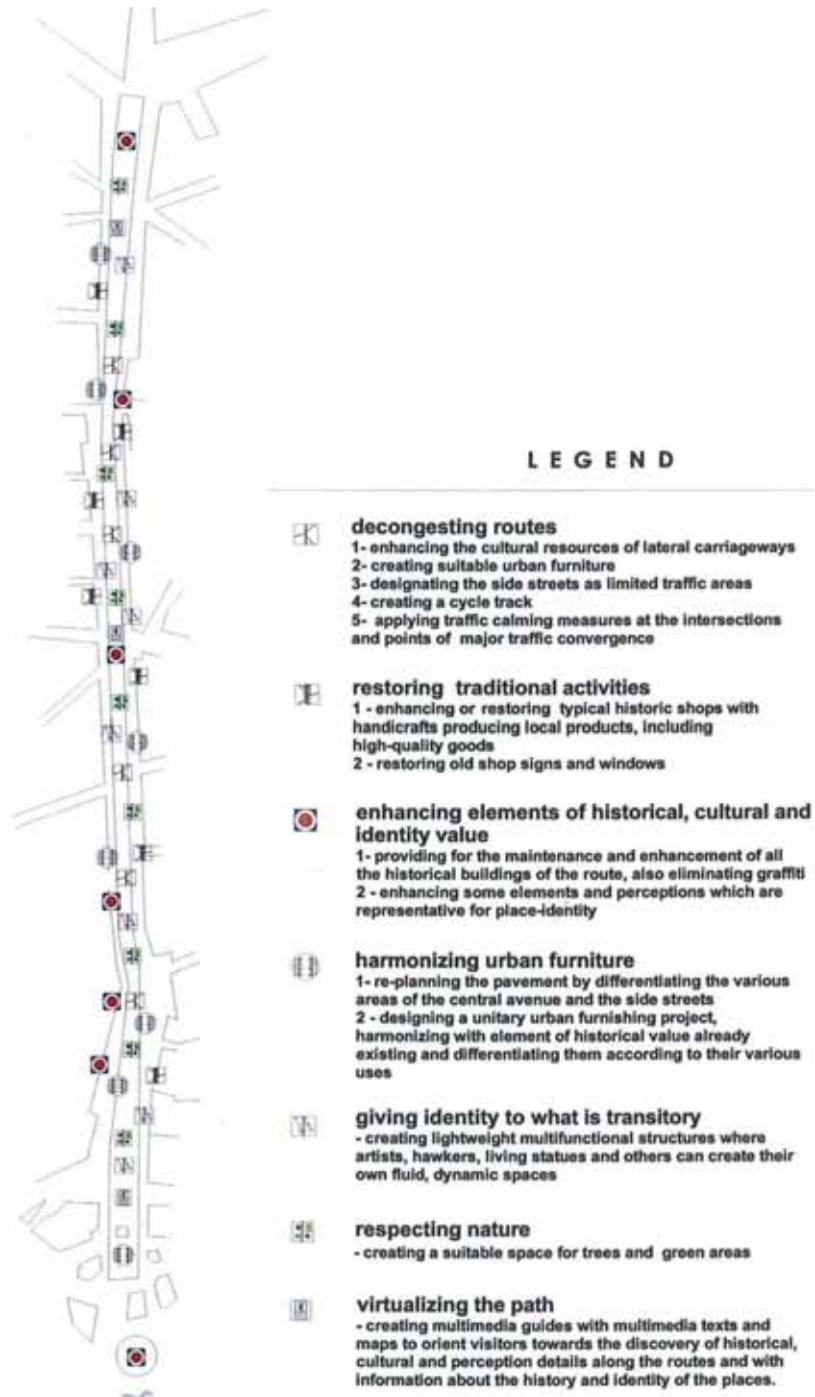 LEGEND
decongesting routes
1- enhancing the cultural resources of lateral carriageways
2- creating suitable urban furniture
3- designating the side streets as limited traffic areas
4- creating a cycle track
5- applying traffic calming measures at the intersections
and points of major traffic convergence
restoring traditional activities
1 - enhancing or restoring typical historic shops with
handicrafts producing local products, including
high-quality goods
2 - restoring old shop signs and windows
enhancing elements of historical, cultural and
identity value
1- providing for the maintenance and enhancement of all
the historical buildings of the route, also eliminating graffiti
2 - enhancing some elements and perceptions which are
representative for place-identity
harmonizing urban furniture
1- re-planning the pavement by differentiating the various
areas of the central avenue and the side streets
2 - designing a unitary urban furnishing project,
harmonizing with element of historical value already
existing and differentiating them according to their various
uses
giving identity to what is transitory
- creating lightweight multifunctional structures where
artists, hawkers, living statues and others can create their
own fluid, dynamic spaces
respecting nature
- creating a suitable space for trees and green areas
virtualizing the path
- creating multimedia guides with multimedia texts and
maps to orient visitors towards the discovery of historical,
cultural and perception details along the routes and with
information about the history and identity of the places.